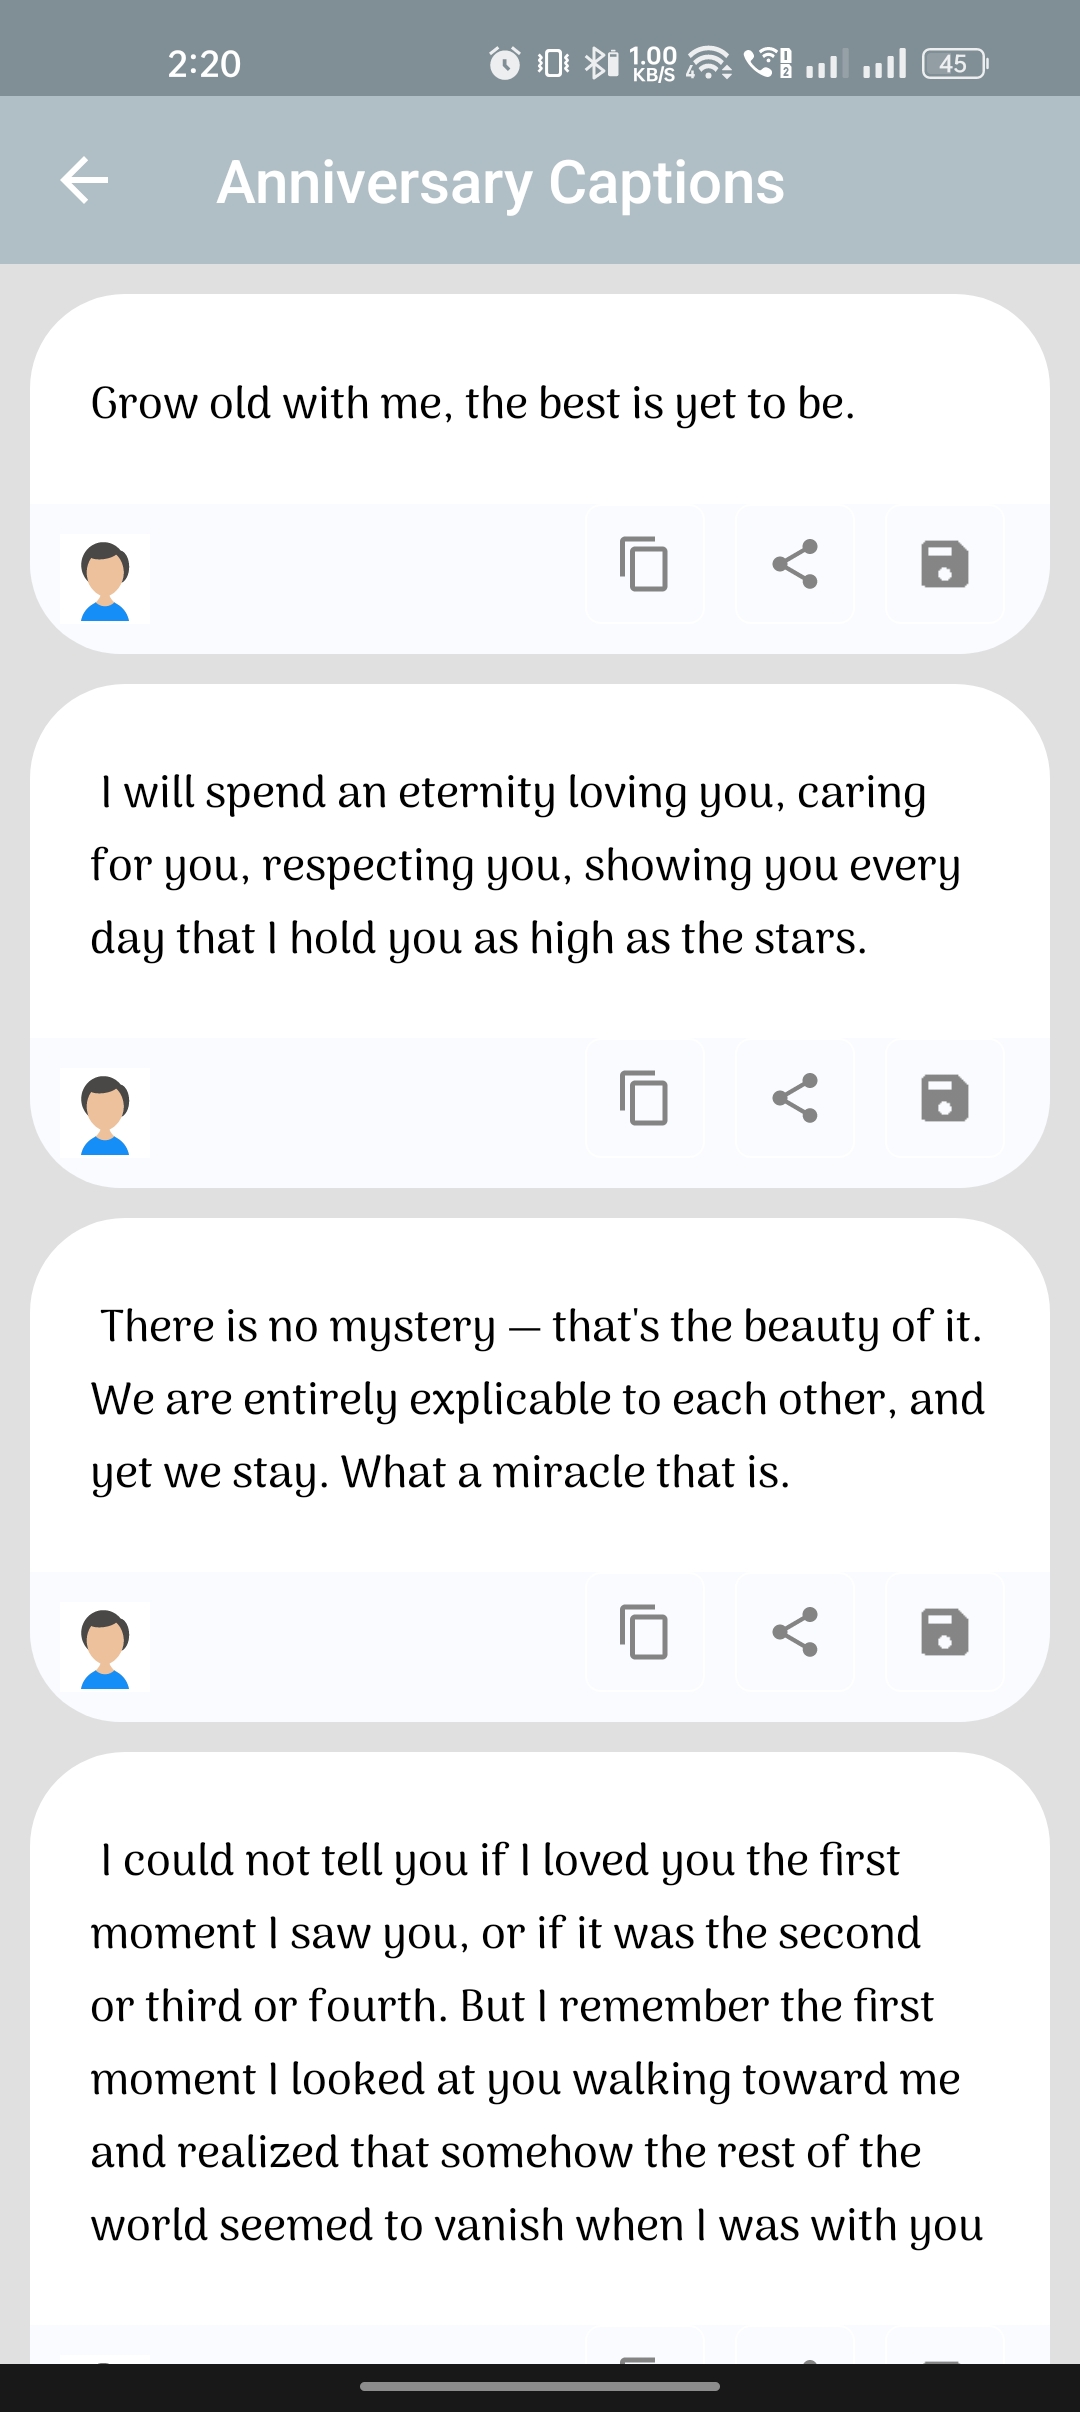 2:20
1.00
KB/S
4
1
2
45
Anniversary Captions
Grow old with me, the best is yet to be.
I will spend an eternity loving you, caring
for you, respecting you, showing you every
day that I hold you as high as the stars.
There is no mystery — that's the beauty of it.
We are entirely explicable to each other, and
yet we stay. What a miracle that is.
I could not tell you if I loved you the first
moment I saw you, or if it was the second
or third or fourth. But I remember the first
moment I looked at you walking toward me
and realized that somehow the rest of the
world seemed to vanish when I was with you